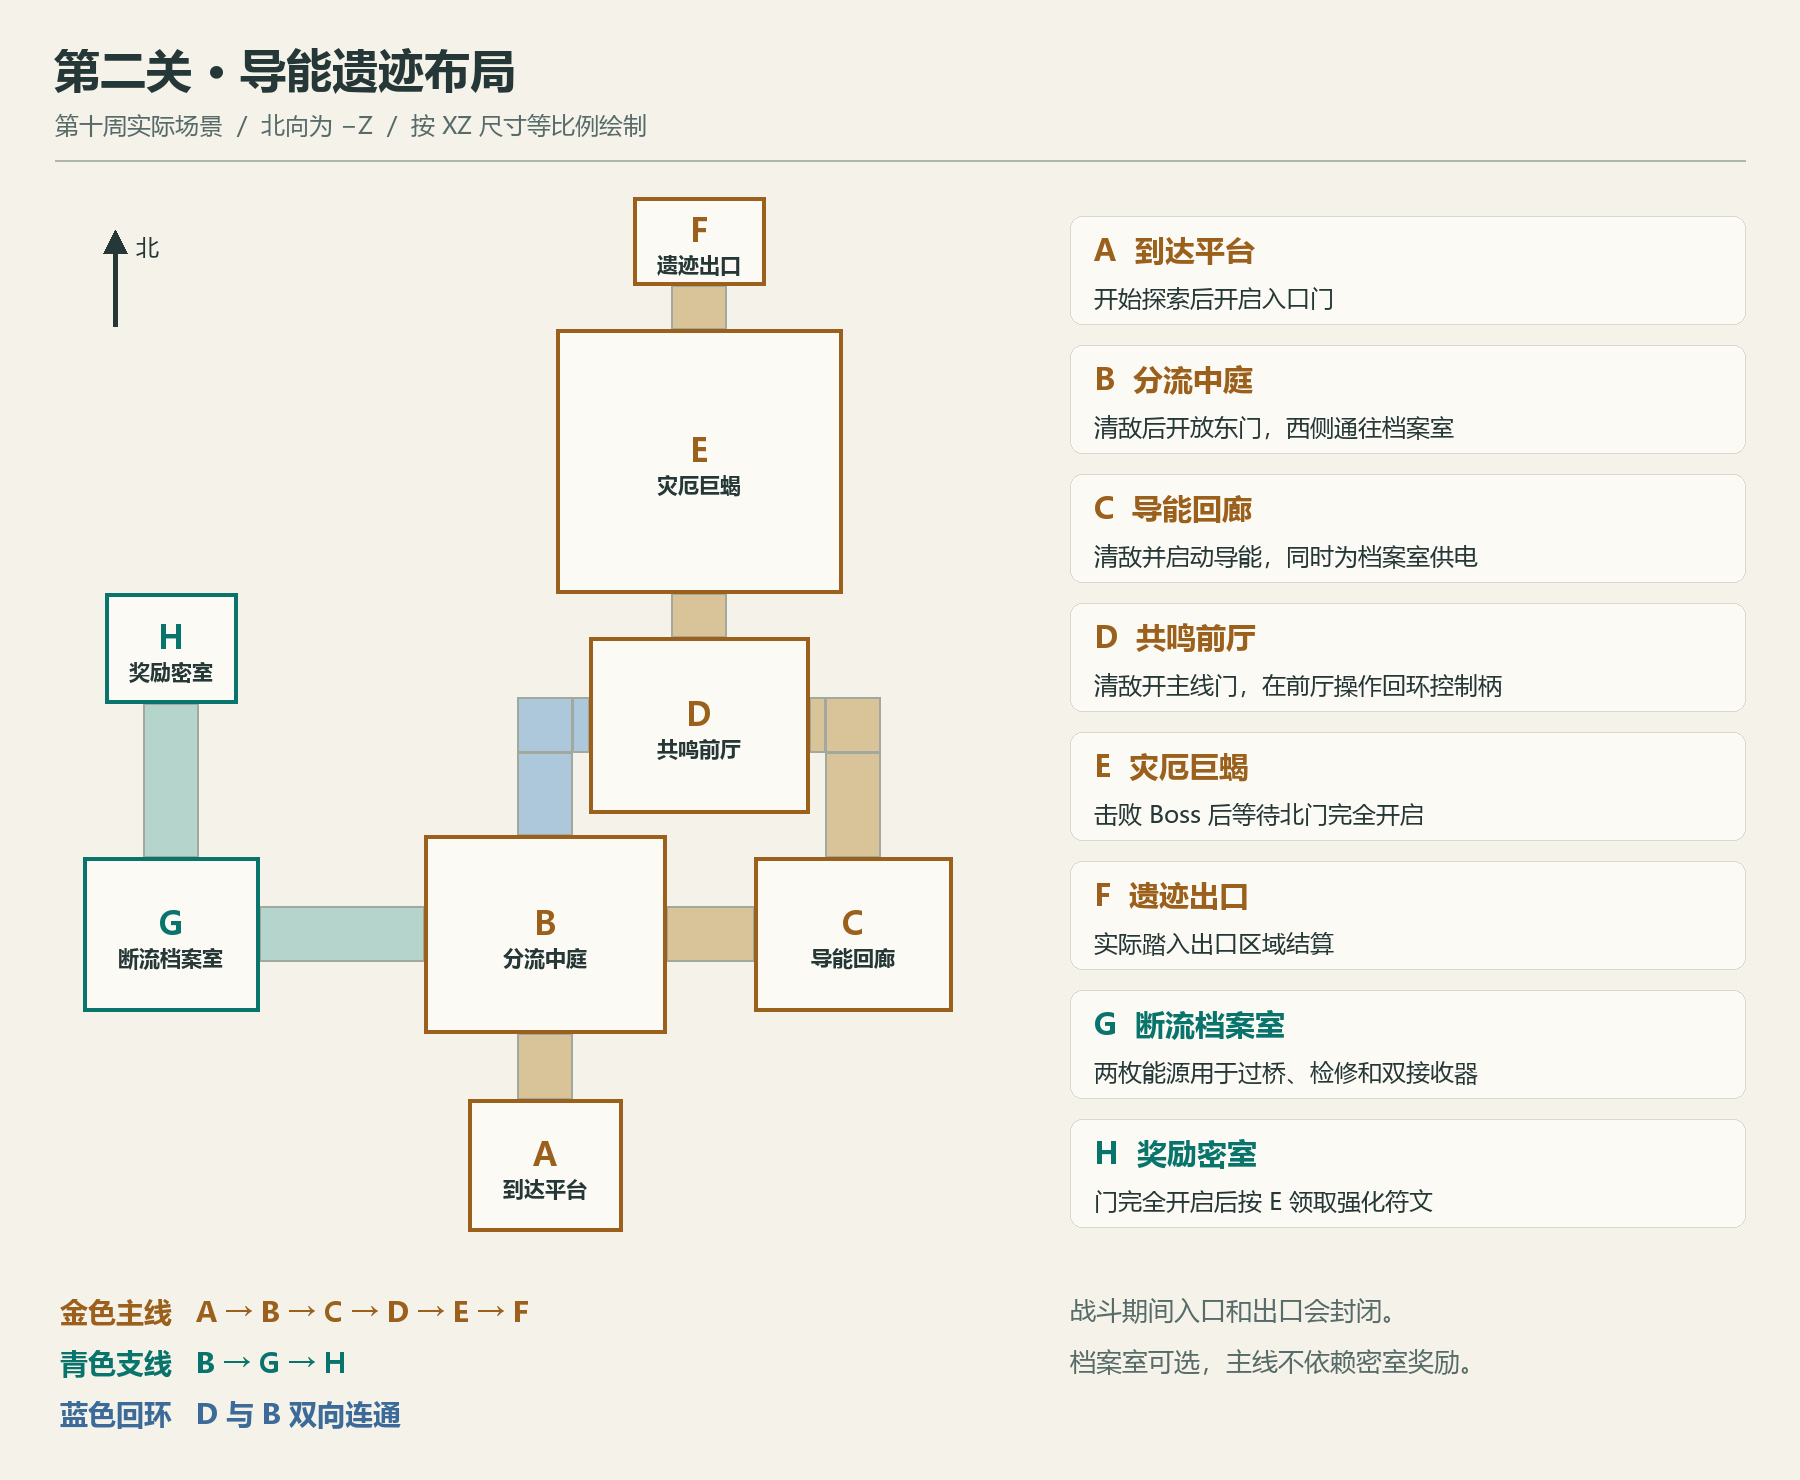 第二关・导能遗迹布局
第十周实际场景 / 北向为 −Z / 按 XZ 尺寸等比例绘制
北
F
遗迹出口
E
灾厄巨蝎
H
奖励密室
D
共鸣前厅
G
断流档案室
B
分流中庭
C
导能回廊
A
到达平台
A 到达平台
开始探索后开启入口门
B 分流中庭
清敌后开放东门，西侧通往档案室
C 导能回廊
清敌并启动导能，同时为档案室供电
D 共鸣前厅
清敌开主线门，在前厅操作回环控制柄
E 灾厄巨蝎
击败 Boss 后等待北门完全开启
F 遗迹出口
实际踏入出口区域结算
G 断流档案室
两枚能源用于过桥、检修和双接收器
H 奖励密室
门完全开启后按 E 领取强化符文
金色主线 A → B → C → D → E → F
青色支线 B → G → H
蓝色回环 D 与 B 双向连通
战斗期间入口和出口会封闭。
档案室可选，主线不依赖密室奖励。